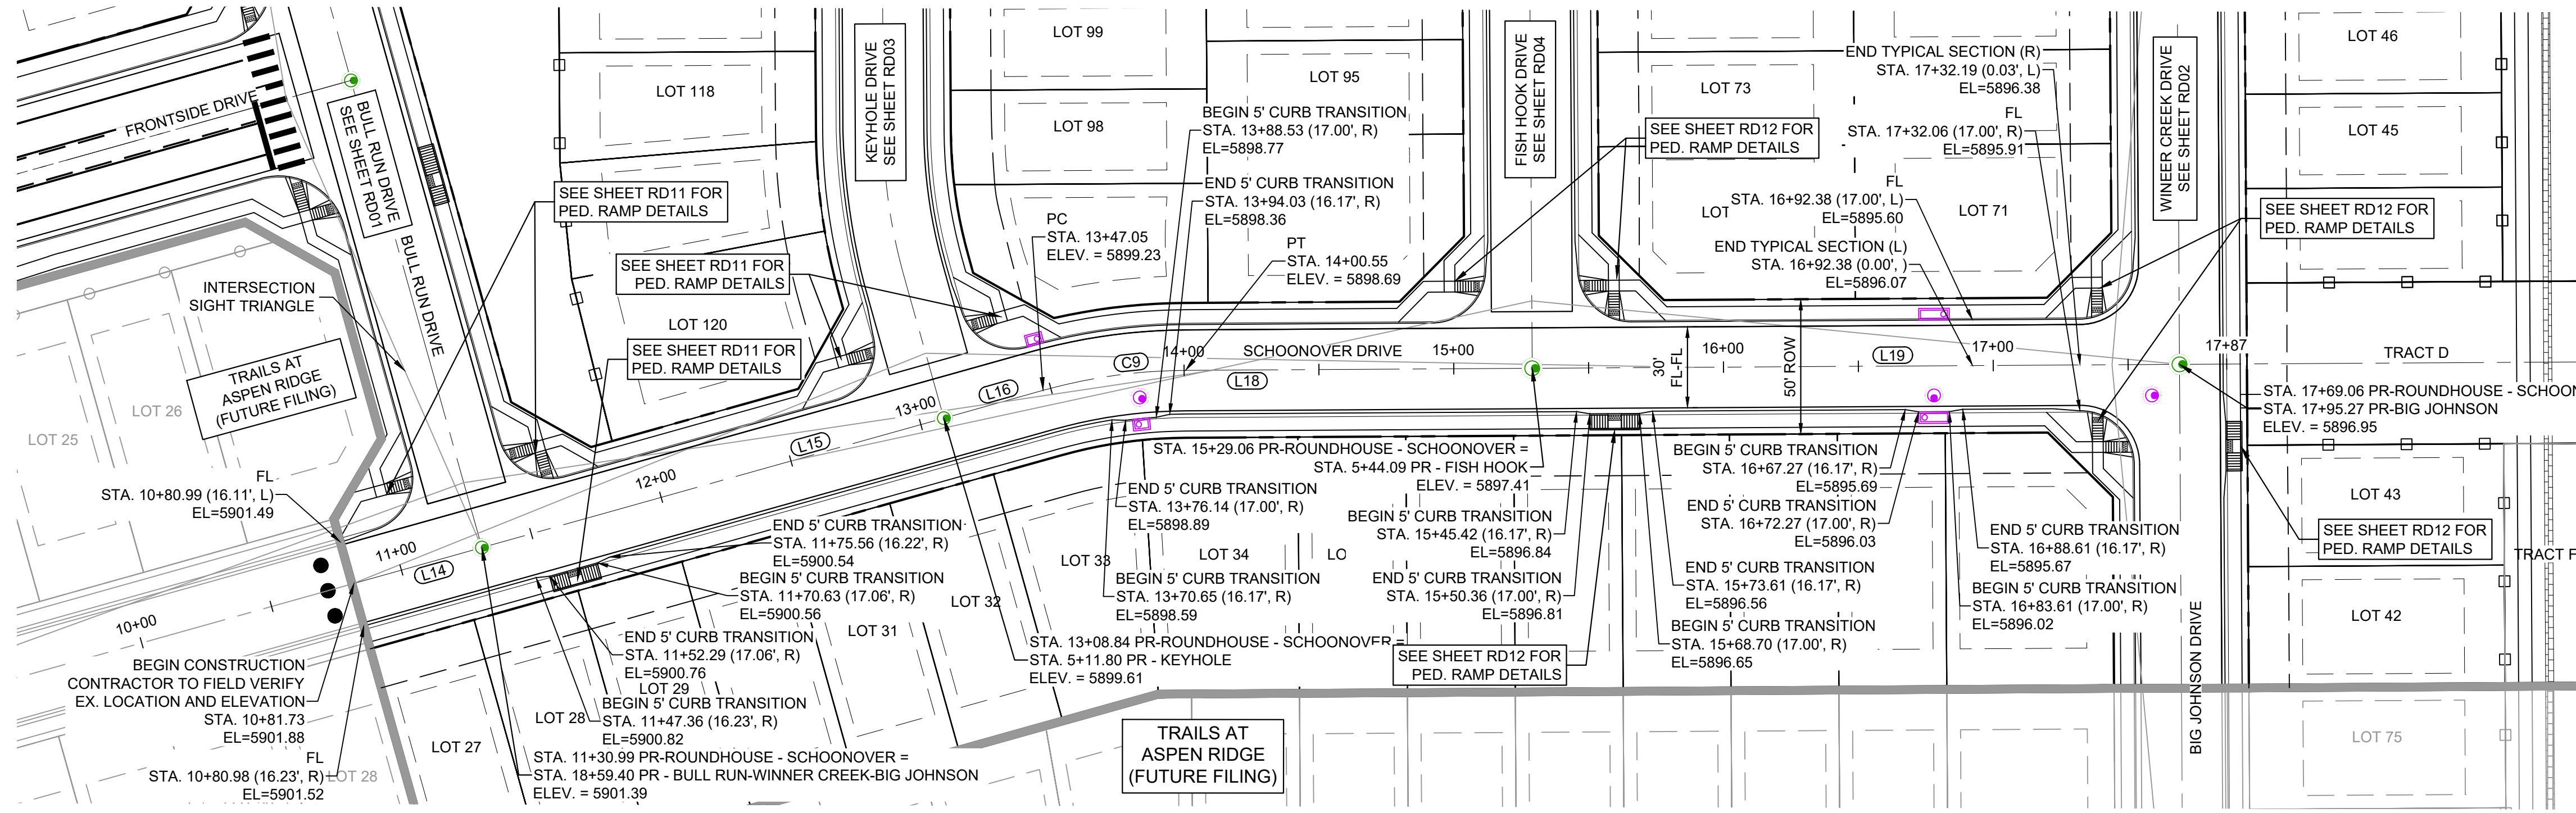 FRONTSIDE DRIVE
BULL RUN DRIVE
SEE SHEET RD01
BULL RUN DRIVE
INTERSECTION
SIGHT TRIANGLE
TRAILS AT
ASPEN RIDGE
(FUTURE FILING)
LOT 25
LOT 26
FL
STA. 10+80.99 (16.11', L)
EL=5901.49
10+00
11+00
L14
BEGIN CONSTRUCTION
CONTRACTOR TO FIELD VERIFY
EX. LOCATION AND ELEVATION
STA. 10+81.73
EL=5901.88
FL
STA. 10+80.98 (16.23', R)
EL=5901.52
LOT 28
LOT 118
SEE SHEET RD11 FOR
PED. RAMP DETAILS
SEE SHEET RD11 FOR
PED. RAMP DETAILS
LOT 120
SEE SHEET RD11 FOR
PED. RAMP DETAILS
KEYHOLE DRIVE
SEE SHEET RD03
12+00
L15
13+00
L16
END 5' CURB TRANSITION
STA. 11+75.56 (16.22', R)
EL=5900.54
BEGIN 5' CURB TRANSITION
STA. 11+70.63 (17.06', R)
EL=5900.56
END 5' CURB TRANSITION
STA. 11+52.29 (17.06', R)
EL=5900.76
LOT 29
BEGIN 5' CURB TRANSITION
STA. 11+47.36 (16.23', R)
EL=5900.82
LOT 27
LOT 28
LOT 31
LOT 32
STA. 11+30.99 PR-ROUNDHOUSE - SCHOONOVER =
STA. 18+59.40 PR - BULL RUN-WINNER CREEK-BIG JOHNSON
ELEV. = 5901.39
LOT 99
LOT 98
LOT 95
BEGIN 5' CURB TRANSITION
STA. 13+88.53 (17.00', R)
EL=5898.77
END 5' CURB TRANSITION
STA. 13+94.03 (16.17', R)
EL=5898.36
PC
STA. 13+47.05
ELEV. = 5899.23
PT
STA. 14+00.55
ELEV. = 5898.69
C9
14+00
L18
SCHOONOVER DRIVE
15+00
FISH HOOK DRIVE
SEE SHEET RD04
STA. 15+29.06 PR-ROUNDHOUSE - SCHOONOVER =
STA. 5+44.09 PR - FISH HOOK
ELEV. = 5897.41
END 5' CURB TRANSITION
STA. 13+76.14 (17.00', R)
EL=5898.89
LOT 33
LOT 34
LO
BEGIN 5' CURB TRANSITION
STA. 13+70.65 (16.17', R)
EL=5898.59
STA. 13+08.84 PR-ROUNDHOUSE - SCHOONOVER =
STA. 5+11.80 PR - KEYHOLE
ELEV. = 5899.61
BEGIN 5' CURB TRANSITION
STA. 15+45.42 (16.17', R)
EL=5896.84
END 5' CURB TRANSITION
STA. 15+50.36 (17.00', R)
EL=5896.81
SEE SHEET RD12 FOR
PED. RAMP DETAILS
TRAILS AT
ASPEN RIDGE
(FUTURE FILING)
LOT 73
SEE SHEET RD12 FOR
PED. RAMP DETAILS
END TYPICAL SECTION (R)
STA. 17+32.19 (0.03', L)
EL=5896.38
FL
STA. 17+32.06 (17.00', R)
EL=5895.91
FL
LOT
STA. 16+92.38 (17.00', L)
EL=5895.60
LOT 71
END TYPICAL SECTION (L)
STA. 16+92.38 (0.00', )
EL=5896.07
30'
FL-FL
16+00
50' ROW
L19
17+00
BEGIN 5' CURB TRANSITION
STA. 16+67.27 (16.17', R)
EL=5895.69
END 5' CURB TRANSITION
STA. 16+72.27 (17.00', R)
EL=5896.03
END 5' CURB TRANSITION
STA. 15+73.61 (16.17', R)
EL=5896.56
BEGIN 5' CURB TRANSITION
STA. 15+68.70 (17.00', R)
EL=5896.65
END 5' CURB TRANSITION
STA. 16+88.61 (16.17', R)
EL=5895.67
BEGIN 5' CURB TRANSITION
STA. 16+83.61 (17.00', R)
EL=5896.02
WINEER CREEK DRIVE
SEE SHEET RD02
BIG JOHNSON DRIVE
LOT 46
LOT 45
SEE SHEET RD12 FOR
PED. RAMP DETAILS
17+87
TRACT D
STA. 17+69.06 PR-ROUNDHOUSE - SCHOON
STA. 17+95.27 PR-BIG JOHNSON
ELEV. = 5896.95
LOT 43
SEE SHEET RD12 FOR
PED. RAMP DETAILS
TRACT F
LOT 42
LOT 75